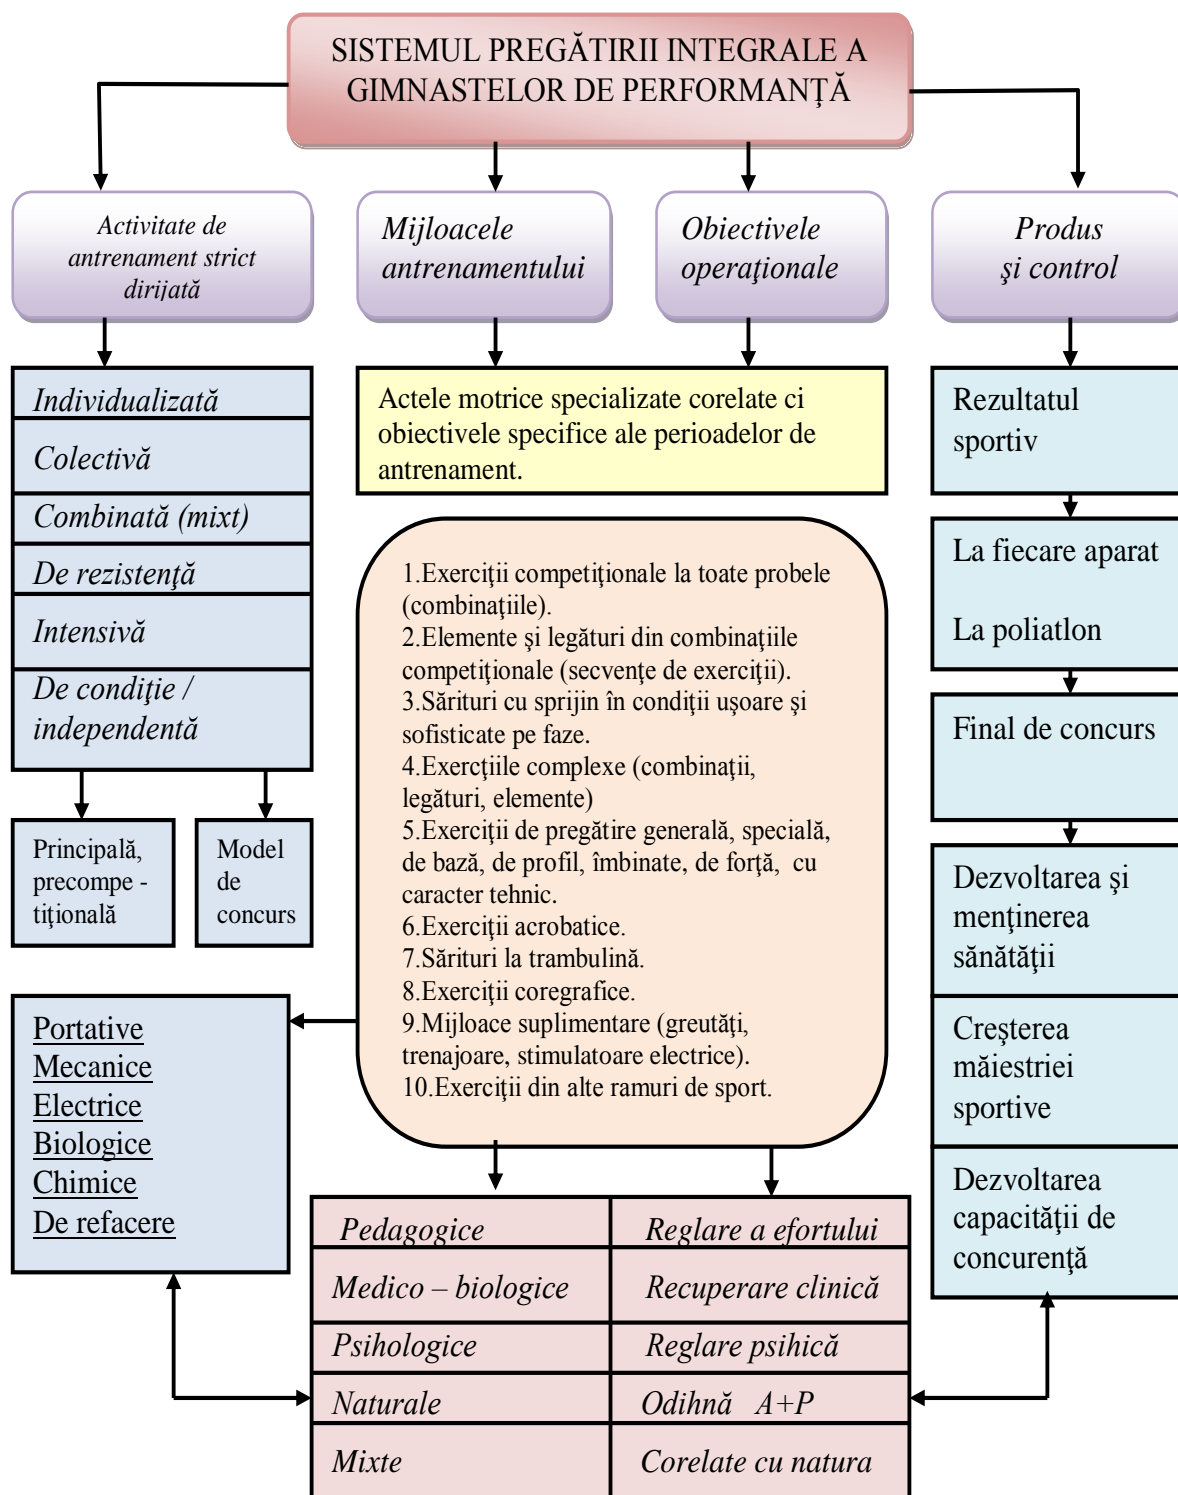 SISTEMUL PREGĂTIRII INTEGRALE A
GIMNASTELOR DE PERFORMANŢĂ
Activitate de
antrenament strict
dirijată
Mijloacele
antrenamentului
Obiectivele
operaţionale
Produs
şi control
Individualizată
Colectivă
Combinată (mixt)
De rezistenţă
Intensivă
De condiţie /
independentă
Principală,
precompe -
tiţională
Model
de
concurs
Actele motrice specializate corelate ci
obiectivele specifice ale perioadelor de
antrenament.
1.Exerciţii competiţionale la toate probele
(combinaţiile).
2.Elemente şi legături din combinaţiile
competiţionale (secvenţe de exerciţii).
3.Sărituri cu sprijin în condiţii uşoare şi
sofisticate pe faze.
4.Exercţiile complexe (combinaţii,
legături, elemente)
5.Exerciţii de pregătire generală, specială,
de bază, de profil, îmbinate, de forţă, cu
caracter tehnic.
6.Exerciţii acrobatice.
7.Sărituri la trambulină.
8.Exerciţii coregrafice.
9.Mijloace suplimentare (greutăţi,
trenajoare, stimulatoare electrice).
10.Exerciţii din alte ramuri de sport.
Rezultatul
sportiv
La fiecare aparat
La poliatlon
Final de concurs
Dezvoltarea şi
menţinerea
sănătăţii
Creşterea
măiestriei
sportive
Dezvoltarea
capacităţii de
concurenţă
Portative
Mecanice
Electrice
Biologice
Chimice
De refacere
Pedagogice Reglare a efortului
Medico – biologice Recuperare clinică
Psihologice Reglare psihică
Naturale Odihnă A+P
Mixte Corelate cu natura